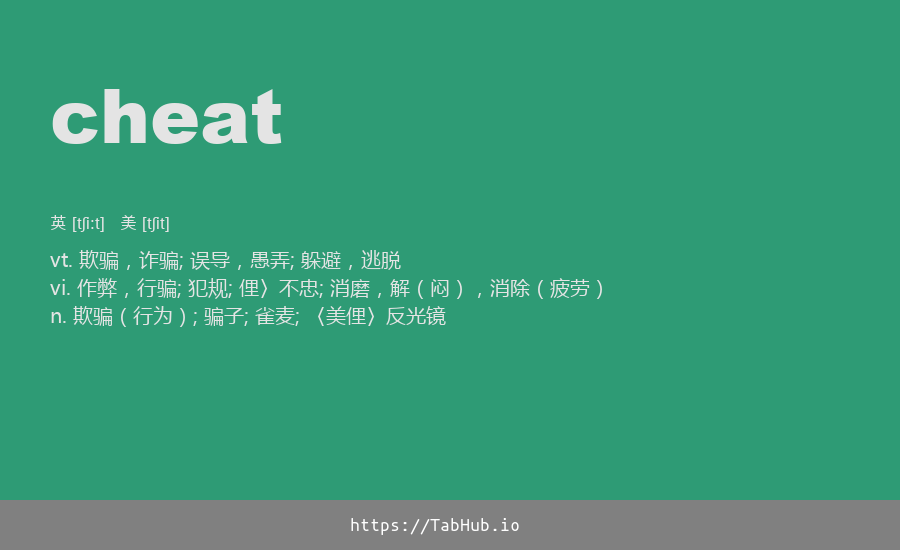 cheat
英 [tʃiːt] 美 [tʃit]
vt. 欺骗，诈骗; 误导，愚弄; 躲避，逃脱
vi. 作弊，行骗; 犯规; 俚〉不忠; 消磨，解（闷），消除（疲劳）
n. 欺骗（行为）; 骗子; 雀麦; 〈美俚〉反光镜
https://TabHub.io